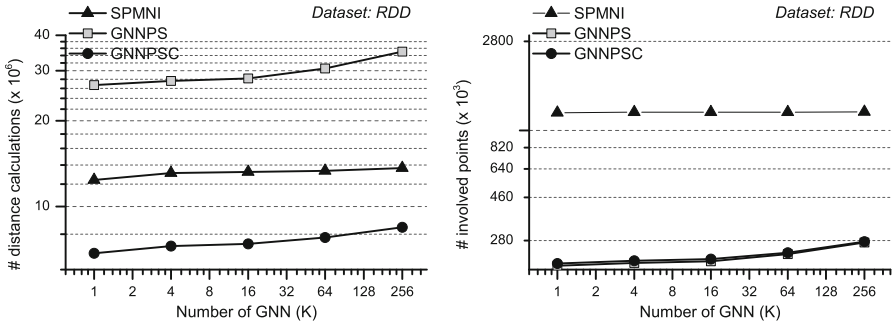 SPMNI
GNNPS
GNNPSC
Dataset: RDD
40
30
20
10
# distance calculations (x 10⁶)
1 2 4 8 16 32 64 128 256
Number of GNN (K)
SPMNI
GNNPS
GNNPSC
Dataset: RDD
2800
820
640
460
280
# involved points (x 10³)
1 2 4 8 16 32 64 128 256
Number of GNN (K)